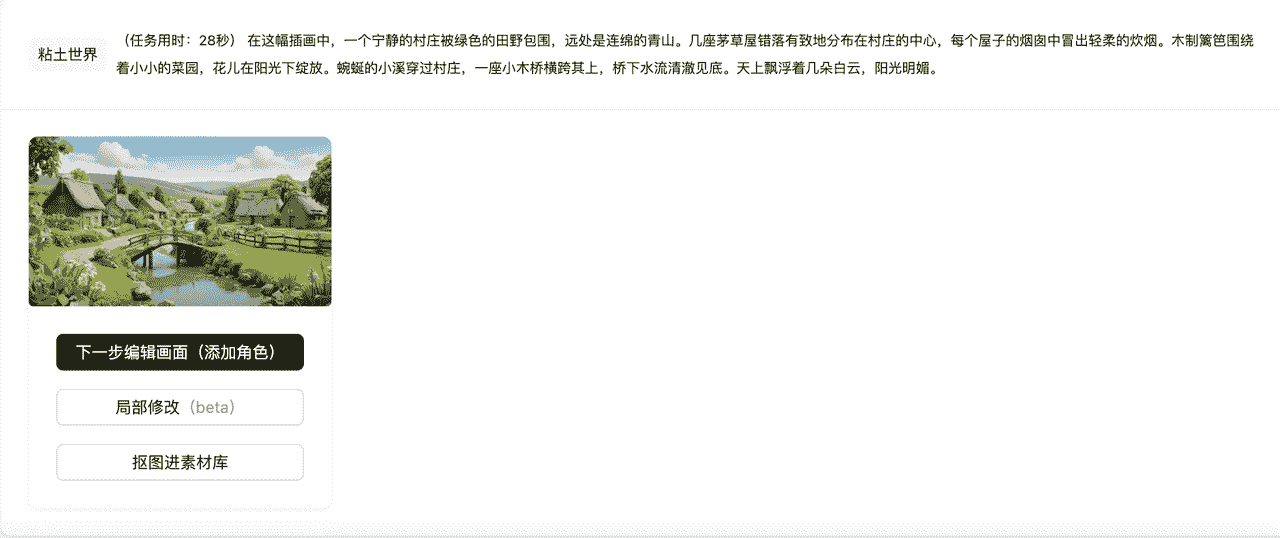 粘土世界
（任务用时：28秒） 在这幅插画中，一个宁静的村庄被绿色的田野包围，远处是连绵的青山。几座茅草屋错落有致地分布在村庄的中心，每个屋子的烟囱中冒出轻柔的炊烟。木制篱笆围绕
着小小的菜园，花儿在阳光下绽放。蜿蜒的小溪穿过村庄，一座小木桥横跨其上，桥下水流清澈见底。天上飘浮着几朵白云，阳光明媚。
下一步编辑画面（添加角色）
局部修改（beta）
抠图进素材库